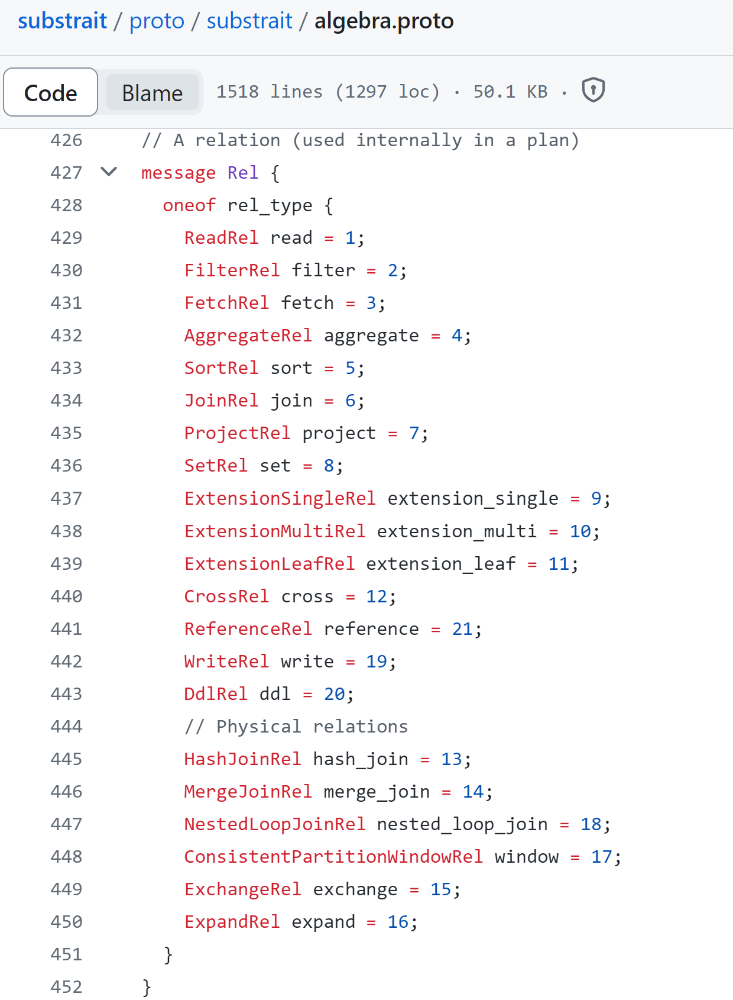 substrait / proto / substrait / algebra.proto
Code Blame 1518 lines (1297 loc) · 50.1 KB ·
426 // A relation (used internally in a plan)
427 message Rel {
428 oneof rel_type {
429 ReadRel read = 1;
430 FilterRel filter = 2;
431 FetchRel fetch = 3;
432 AggregateRel aggregate = 4;
433 SortRel sort = 5;
434 JoinRel join = 6;
435 ProjectRel project = 7;
436 SetRel set = 8;
437 ExtensionSingleRel extension_single = 9;
438 ExtensionMultiRel extension_multi = 10;
439 ExtensionLeafRel extension_leaf = 11;
440 CrossRel cross = 12;
441 ReferenceRel reference = 21;
442 WriteRel write = 19;
443 DdlRel ddl = 20;
444 // Physical relations
445 HashJoinRel hash_join = 13;
446 MergeJoinRel merge_join = 14;
447 NestedLoopJoinRel nested_loop_join = 18;
448 ConsistentPartitionWindowRel window = 17;
449 ExchangeRel exchange = 15;
450 ExpandRel expand = 16;
451 }
452 }